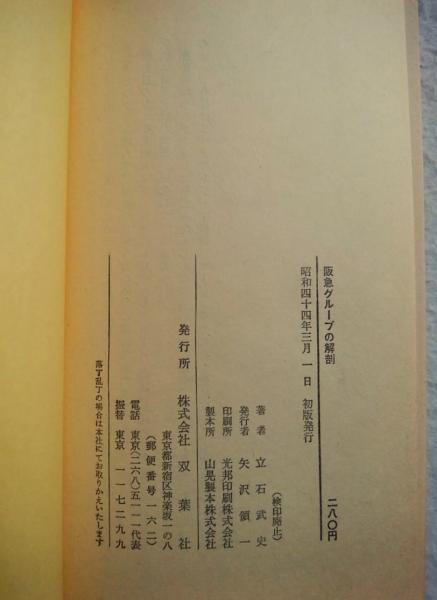 阪急グループの解剖 二八〇円
昭和四十四年三月一日 初版発行
(検印廃止)
著者 立石武史
発行者 矢沢領一
印刷所 光邦印刷株式会社
製本所 山晃製本株式会社
発行所 株式会社 双葉社
東京都新宿区神楽坂一の八
(郵便番号一六二)
電話 東京(二六八)五一一一代表
振替 東京 一一七二九九
落丁乱丁の場合は本社にてお取りかえいたします